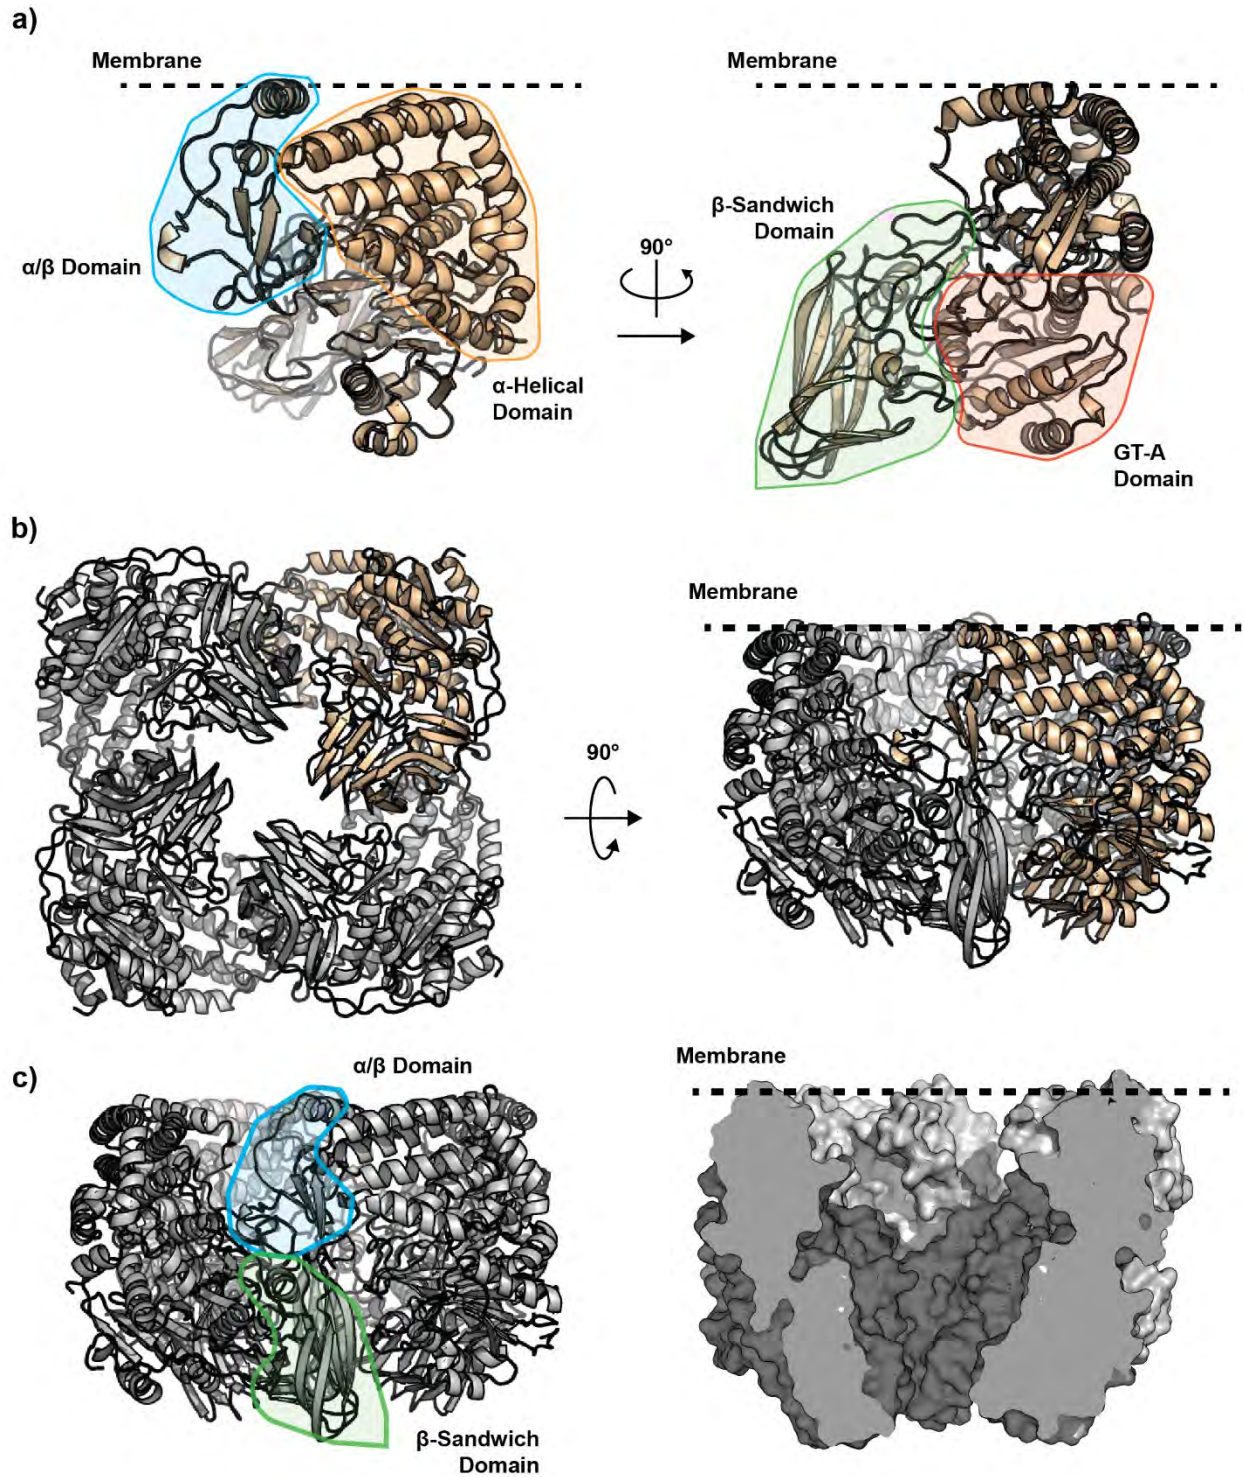 a)
Membrane
α/β Domain
α-Helical
Domain
90°
Membrane
β-Sandwich
Domain
GT-A
Domain
b)
90°
Membrane
c)
α/β Domain
β-Sandwich
Domain
Membrane